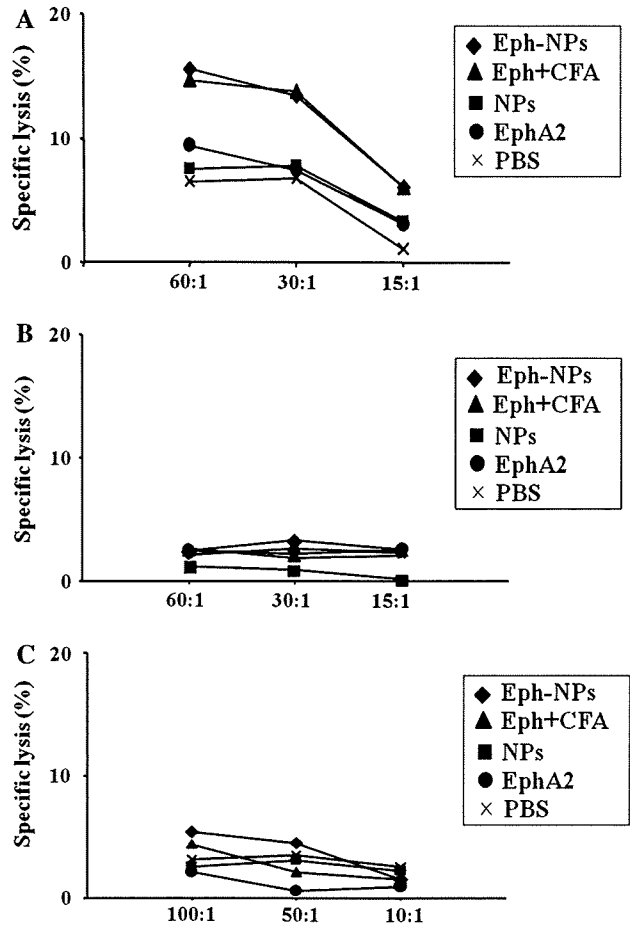 A
Specific lysis (%)
20
10
0
60:1
30:1
15:1
Eph-NPs
Eph+CFA
NPs
EphA2
PBS
B
Specific lysis (%)
20
10
0
60:1
30:1
15:1
Eph-NPs
Eph+CFA
NPs
EphA2
PBS
C
Specific lysis (%)
20
10
0
100:1
50:1
10:1
Eph-NPs
Eph+CFA
NPs
EphA2
PBS